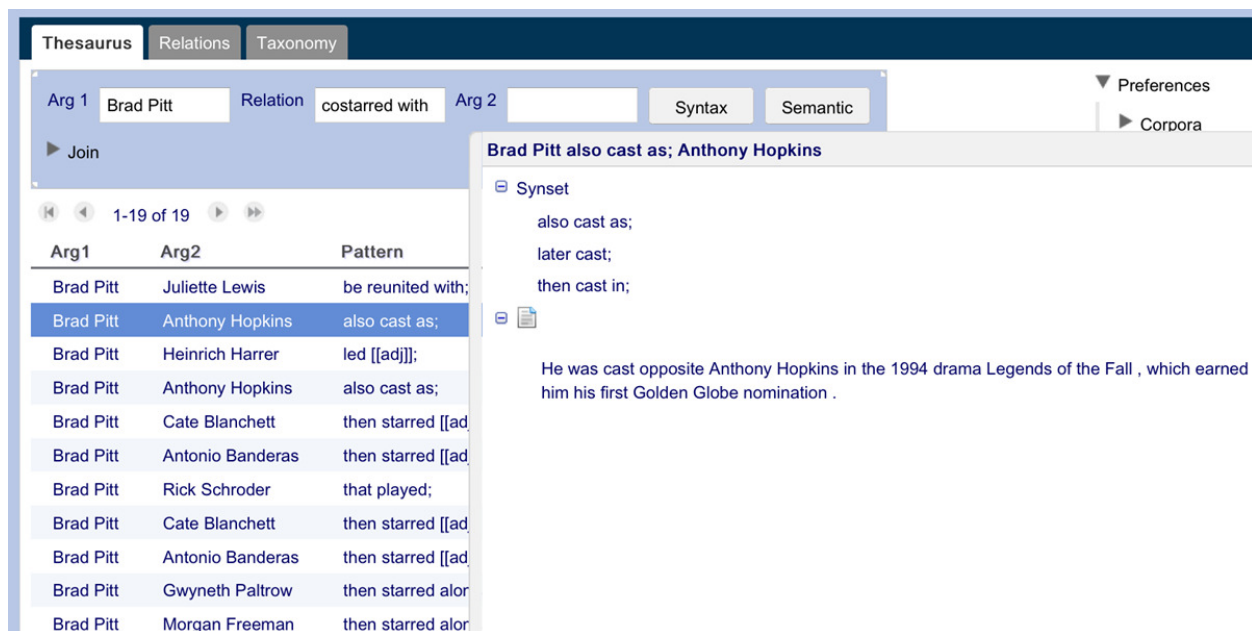 Thesaurus Relations Taxonomy
Arg 1 Brad Pitt Relation costarred with Arg 2 Syntax Semantic
Join
Preferences
Corpora
1-19 of 19
Arg1 Arg2 Pattern
Brad Pitt Juliette Lewis be reunited with;
Brad Pitt Anthony Hopkins also cast as;
Brad Pitt Heinrich Harrer led [[adj]];
Brad Pitt Anthony Hopkins also cast as;
Brad Pitt Cate Blanchett then starred [[ad
Brad Pitt Antonio Banderas then starred [[ad
Brad Pitt Rick Schroder that played;
Brad Pitt Cate Blanchett then starred [[ad
Brad Pitt Antonio Banderas then starred [[ad
Brad Pitt Gwyneth Paltrow then starred alor
Brad Pitt Morgan Freeman then starred alor
Brad Pitt also cast as; Anthony Hopkins
Synset
also cast as;
later cast;
then cast in;
He was cast opposite Anthony Hopkins in the 1994 drama Legends of the Fall , which earned
him his first Golden Globe nomination .